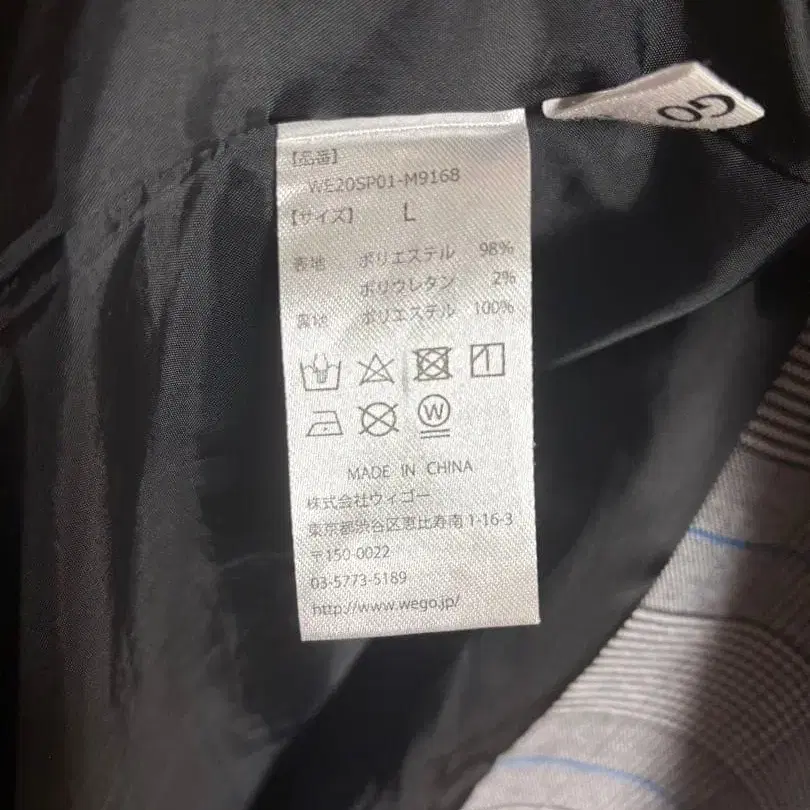 GO
【品番】
WE20SP01-M9168
【サイズ】 L
表地 ポリエステル 98%
ポリウレタン 2%
裏地 ポリエステル 100%
W
MADE IN CHINA
株式会社ウィゴー
東京都渋谷区恵比寿南1-16-3
〒150-0022
03-5773-5189
http://www.wego.jp/